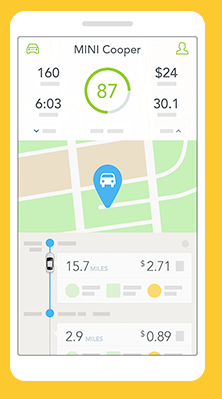 MINI Cooper
160
87
$24
6:03
30.1
15.7 MILES
$2.71
2.9 MILES
$0.89